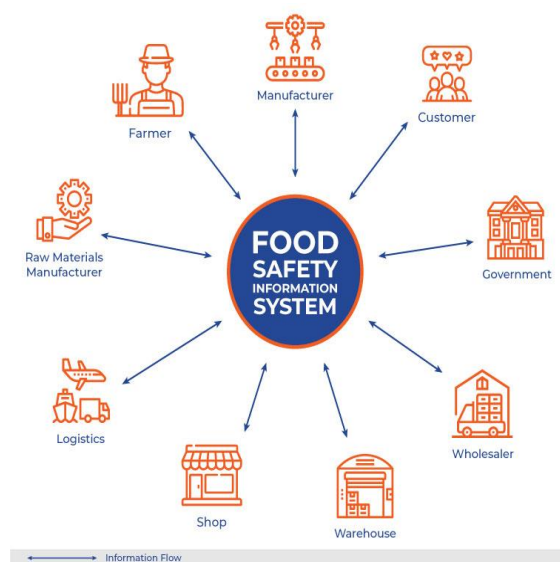 Manufacturer
Customer
Farmer
Raw Materials
Manufacturer
FOOD
SAFETY
INFORMATION
SYSTEM
Government
Logistics
Wholesaler
Shop
Warehouse
Information Flow